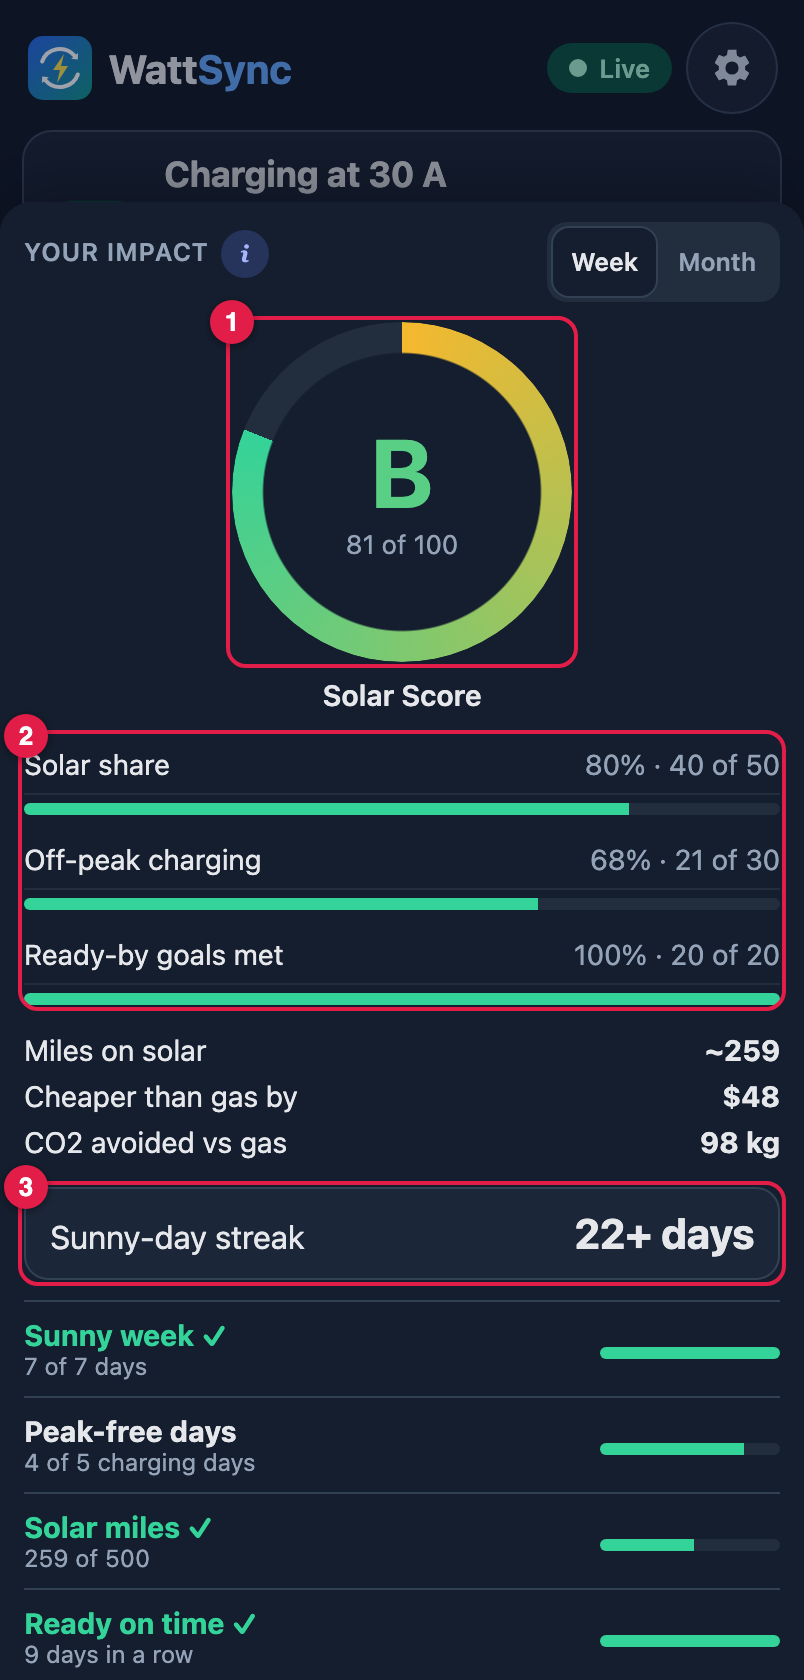 WattSync
Live
Charging at 30 A
YOUR IMPACT
i
Week
Month
1
B
81 of 100
Solar Score
2
Solar share
80% · 40 of 50
Off-peak charging
68% · 21 of 30
Ready-by goals met
100% · 20 of 20
Miles on solar
~259
Cheaper than gas by
$48
CO2 avoided vs gas
98 kg
3
Sunny-day streak
22+ days
Sunny week ✓
7 of 7 days
Peak-free days
4 of 5 charging days
Solar miles ✓
259 of 500
Ready on time ✓
9 days in a row